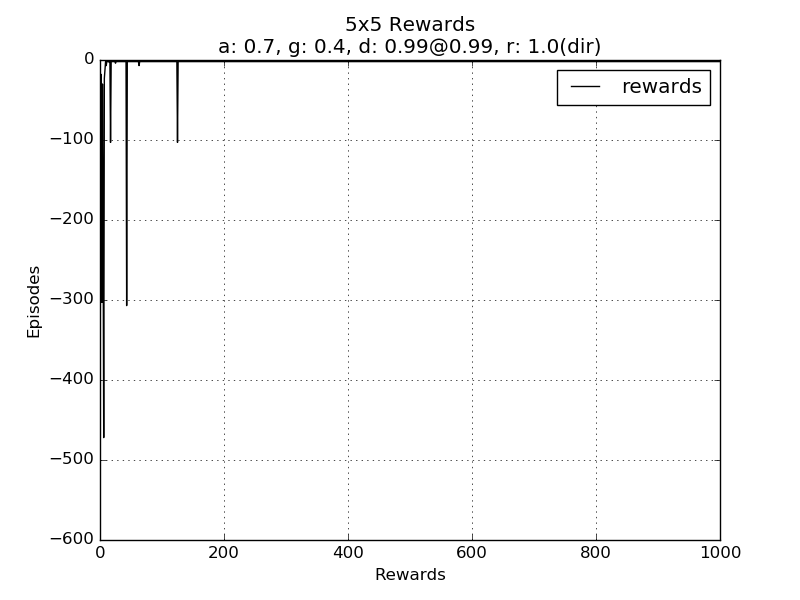 5x5 Rewards
a: 0.7, g: 0.4, d: 0.99@0.99, r: 1.0(dir)
rewards
0
−100
−200
−300
−400
−500
−600
Episodes
0 200 400 600 800 1000
Rewards